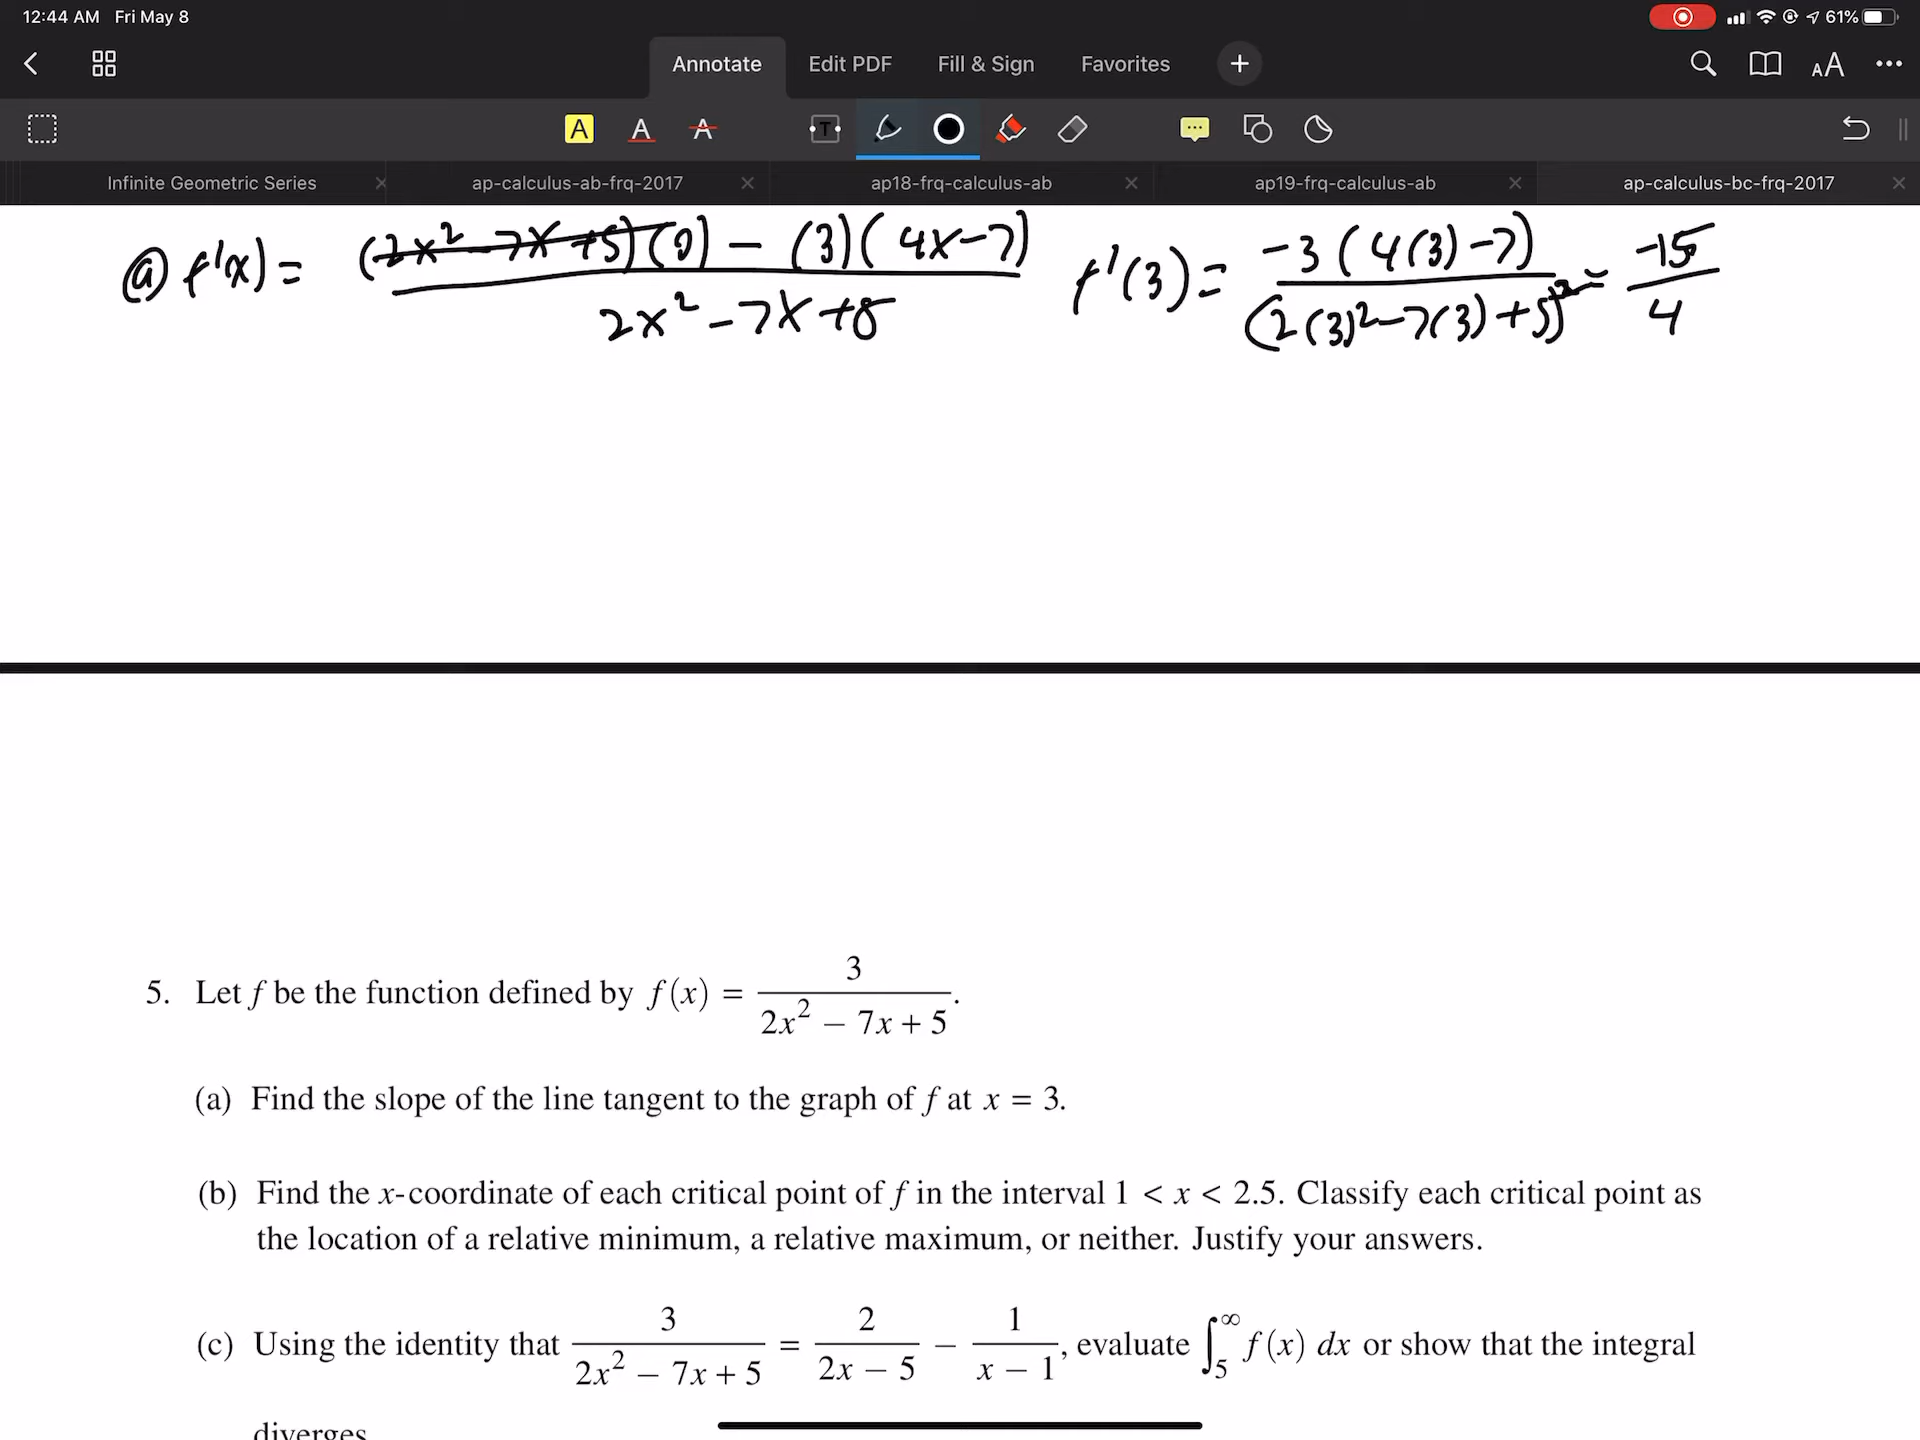 12:44 AM Fri May 8 61%
Annotate Edit PDF Fill & Sign Favorites +
A A A T
Infinite Geometric Series × ap-calculus-ab-frq-2017 × ap18-frq-calculus-ab × ap19-frq-calculus-ab × ap-calculus-bc-frq-2017 ×
ⓐ f'x) = (2x² - 7x + 5)(0) - (3)(4x-7) / 2x² - 7x + 5 f'(3) = -3(4(3)-7) / (2(3)²-7(3)+5)² = -15 / 4
5. Let f be the function defined by f(x) = 3 / 2x² − 7x + 5.
(a) Find the slope of the line tangent to the graph of f at x = 3.
(b) Find the x-coordinate of each critical point of f in the interval 1 < x < 2.5. Classify each critical point as
the location of a relative minimum, a relative maximum, or neither. Justify your answers.
(c) Using the identity that 3 / 2x² − 7x + 5 = 2 / 2x − 5 − 1 / x − 1, evaluate ∫₅^∞ f(x) dx or show that the integral
diverges